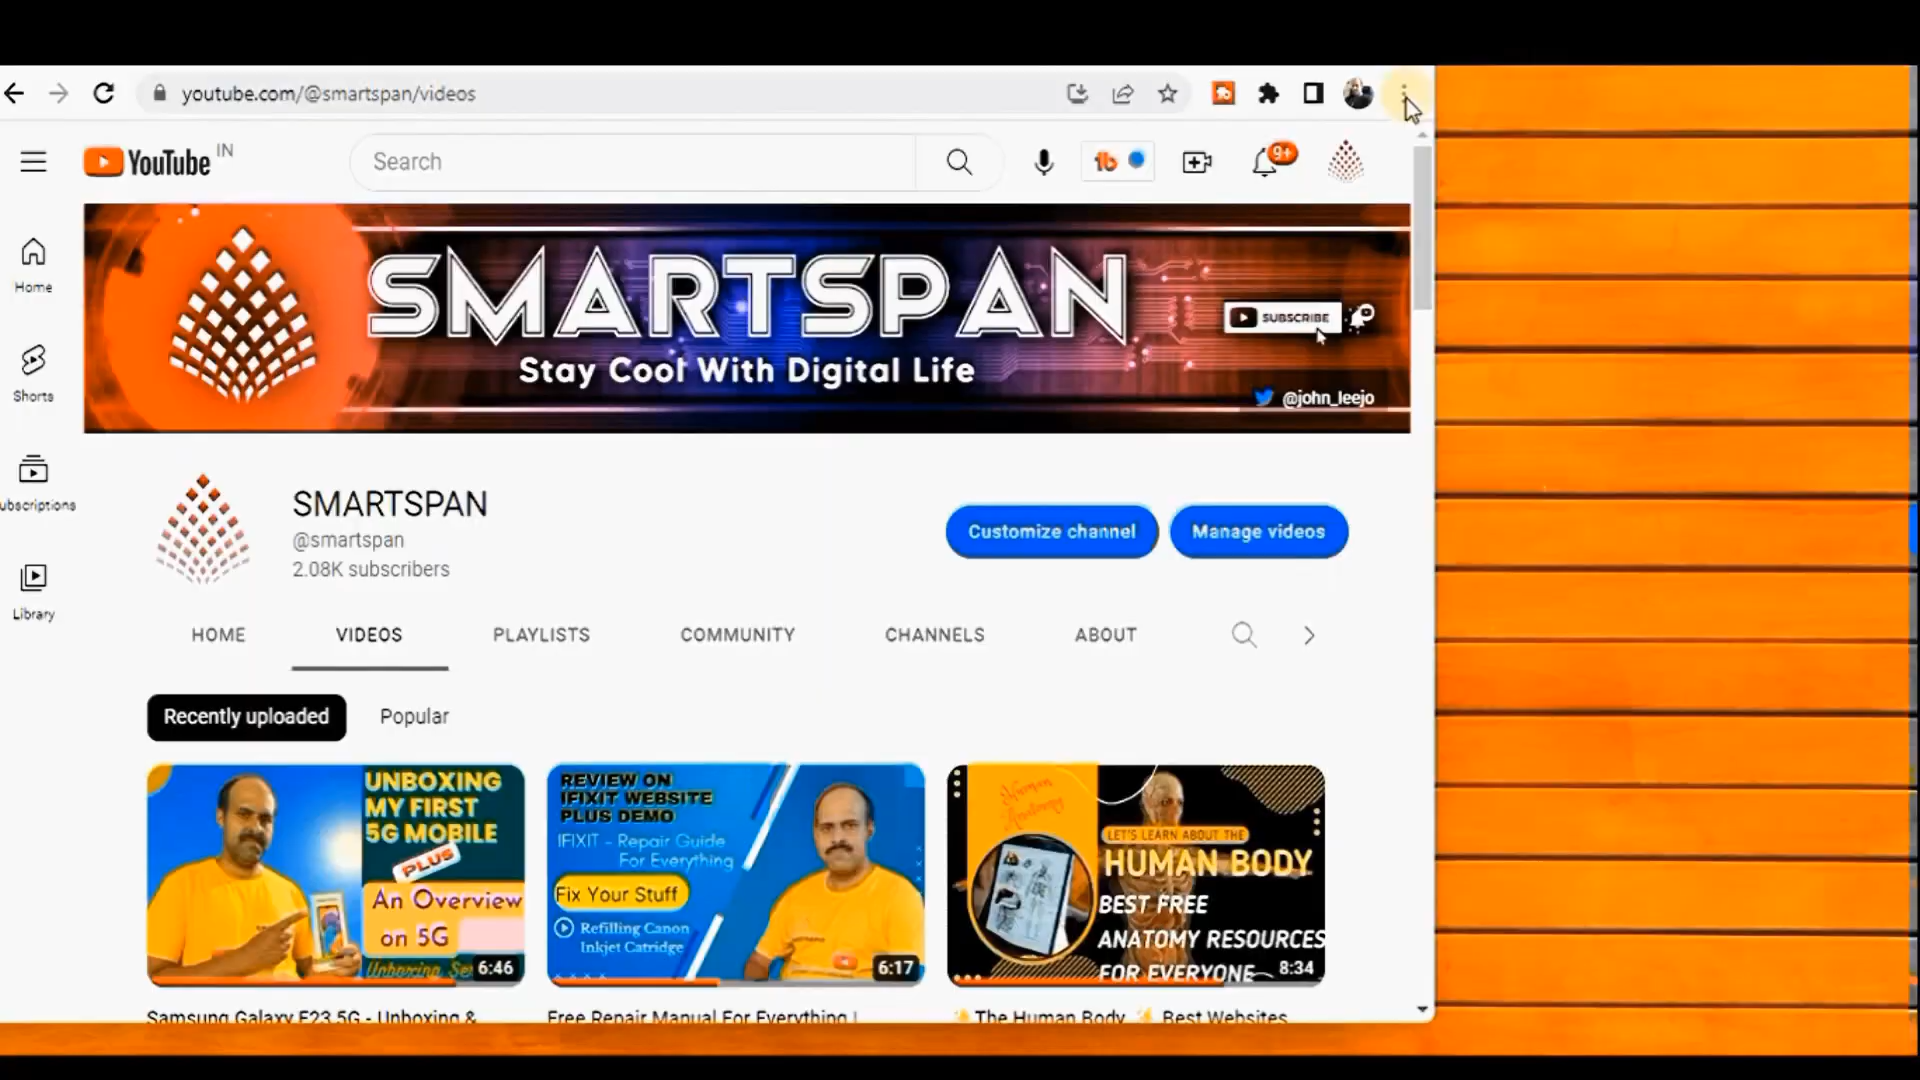 youtube.com/@smartspan/videos
YouTube IN
Search
9+
SMARTSPAN
Stay Cool With Digital Life
SUBSCRIBE
@john_leejo
Home
Shorts
ubscriptions
Library
SMARTSPAN
@smartspan
2.08K subscribers
Customize channel
Manage videos
HOME
VIDEOS
PLAYLISTS
COMMUNITY
CHANNELS
ABOUT
Recently uploaded
Popular
UNBOXING
MY FIRST
5G MOBILE
PLUS
An Overview
on 5G
Unboxing Se
6:46
REVIEW ON
IFIXIT WEBSITE
PLUS DEMO
IFIXIT - Repair Guide
For Everything
Fix Your Stuff
Refilling Canon
Inkjet Catridge
6:17
Human
Anatomy
LET'S LEARN ABOUT THE
HUMAN BODY
BEST FREE
ANATOMY RESOURCES
FOR EVERYONE
8:34
Samsung Galaxy F23 5G - Unboxing &
Free Repair Manual For Everything |
The Human Body Best Websites